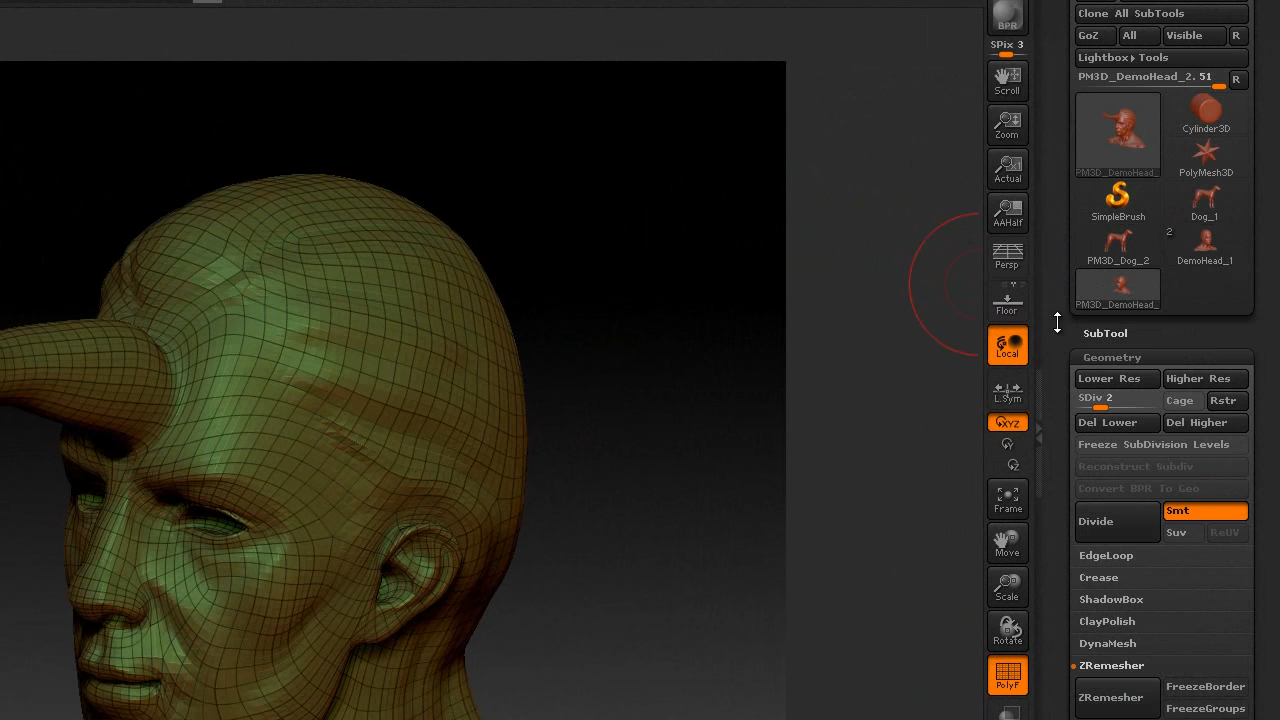 BPR
SPix 3
Scroll
Zoom
Actual
AAHalf
Persp
Floor
Local
L.Sym
XYZ
Y
Z
Frame
Move
Scale
Rotate
PolyF
Clone All SubTools
GoZ All Visible R
Lightbox▸Tools
PM3D_DemoHead_2. 51 R
PM3D_DemoHead_
Cylinder3D
PolyMesh3D
SimpleBrush
Dog_1
PM3D_Dog_2
2
DemoHead_1
PM3D_DemoHead_
SubTool
Geometry
Lower Res Higher Res
SDiv 2 Cage Rstr
Del Lower Del Higher
Freeze SubDivision Levels
Reconstruct Subdiv
Convert BPR To Geo
Divide Smt
Suv ReUV
EdgeLoop
Crease
ShadowBox
ClayPolish
DynaMesh
ZRemesher
ZRemesher FreezeBorder
FreezeGroups